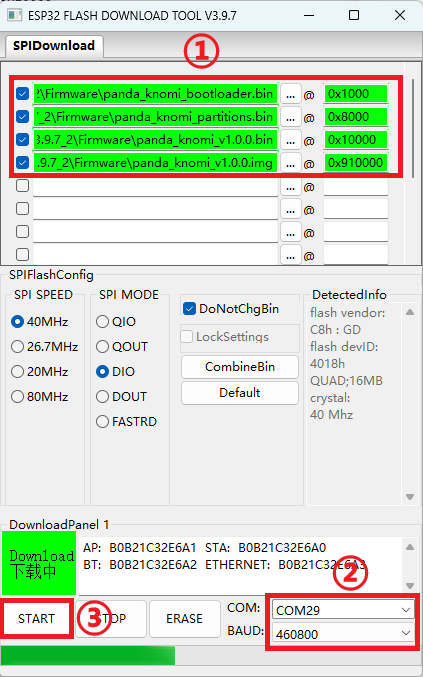 ESP32 FLASH DOWNLOAD TOOL V3.9.7
SPIDownload
1
?\Firmware\panda_knomi_bootloader.bin ... @ 0x1000
'_2\Firmware\panda_knomi_partitions.bin ... @ 0x8000
3.9.7_2\Firmware\panda_knomi_v1.0.0.bin ... @ 0x10000
.9.7_2\Firmware\panda_knomi_v1.0.0.img ... @ 0x910000
... @
... @
... @
... @
SPIFlashConfig
SPI SPEED
40MHz
26.7MHz
20MHz
80MHz
SPI MODE
QIO
QOUT
DIO
DOUT
FASTRD
DoNotChgBin
LockSettings
CombineBin
Default
DetectedInfo
flash vendor:
C8h : GD
flash devID:
4018h
QUAD;16MB
crystal:
40 Mhz
DownloadPanel 1
Download
下载中
AP: B0B21C32E6A1 STA: B0B21C32E6A0
BT: B0B21C32E6A2 ETHERNET: B0B21C32E6A3
2
START
3
STOP
ERASE
COM: COM29
BAUD: 460800